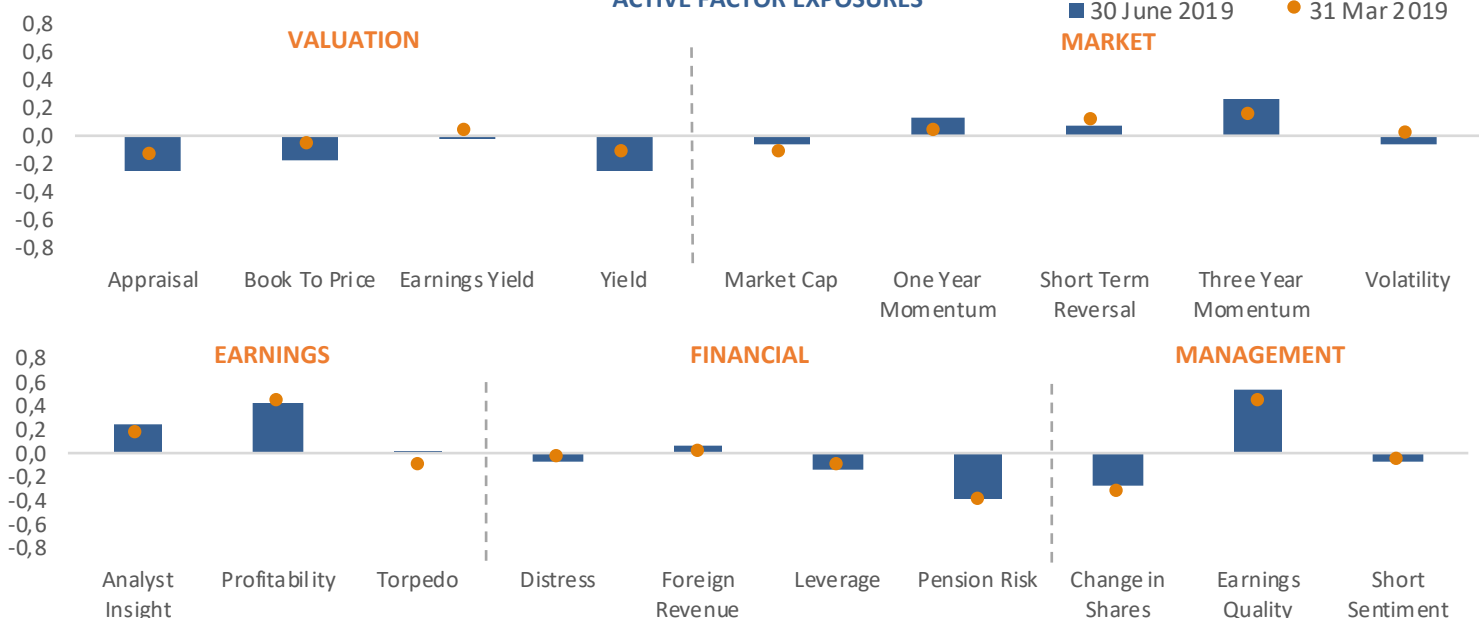 ACTIVE FACTOR EXPOSURES
30 June 2019 31 Mar 2019
VALUATION MARKET
0,8
0,6
0,4
0,2
0,0
-0,2
-0,4
-0,6
-0,8
Appraisal Book To Price Earnings Yield Yield Market Cap One Year Short Term Three Year Volatility
Momentum Reversal Momentum
EARNINGS FINANCIAL MANAGEMENT
0,8
0,6
0,4
0,2
0,0
-0,2
-0,4
-0,6
-0,8
Analyst Profitability Torpedo Distress Foreign Leverage Pension Risk Change in Earnings Short
Insight Revenue Shares Quality Sentiment